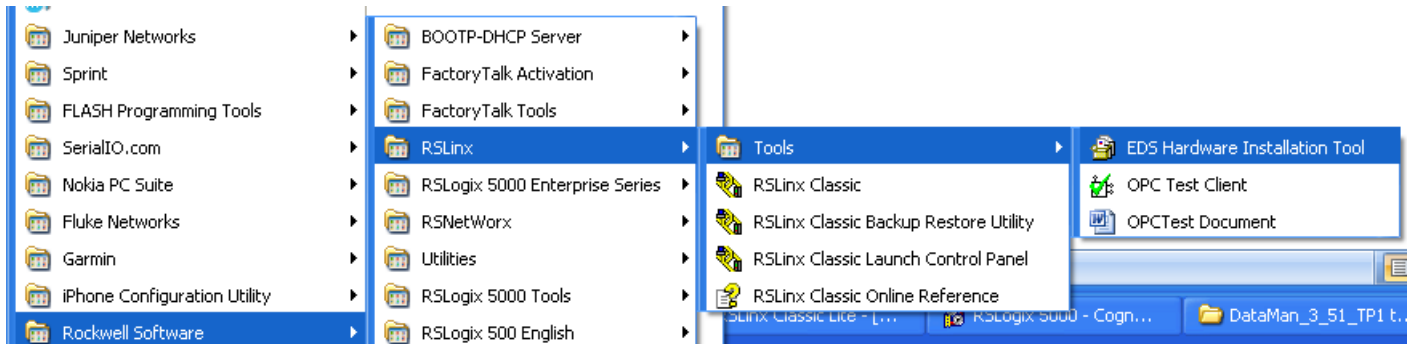 Juniper Networks
Sprint
FLASH Programming Tools
SerialIO.com
Nokia PC Suite
Fluke Networks
Garmin
iPhone Configuration Utility
Rockwell Software
BOOTP-DHCP Server
FactoryTalk Activation
FactoryTalk Tools
RSLinx
RSLogix 5000 Enterprise Series
RSNetWorx
Utilities
RSLogix 5000 Tools
RSLogix 500 English
Tools
RSLinx Classic
RSLinx Classic Backup Restore Utility
RSLinx Classic Launch Control Panel
RSLinx Classic Online Reference
EDS Hardware Installation Tool
OPC Test Client
OPCTest Document
SLinx Classic Lite - [...
RSLogix 5000 - Cogn...
DataMan_3_51_TP1 t...